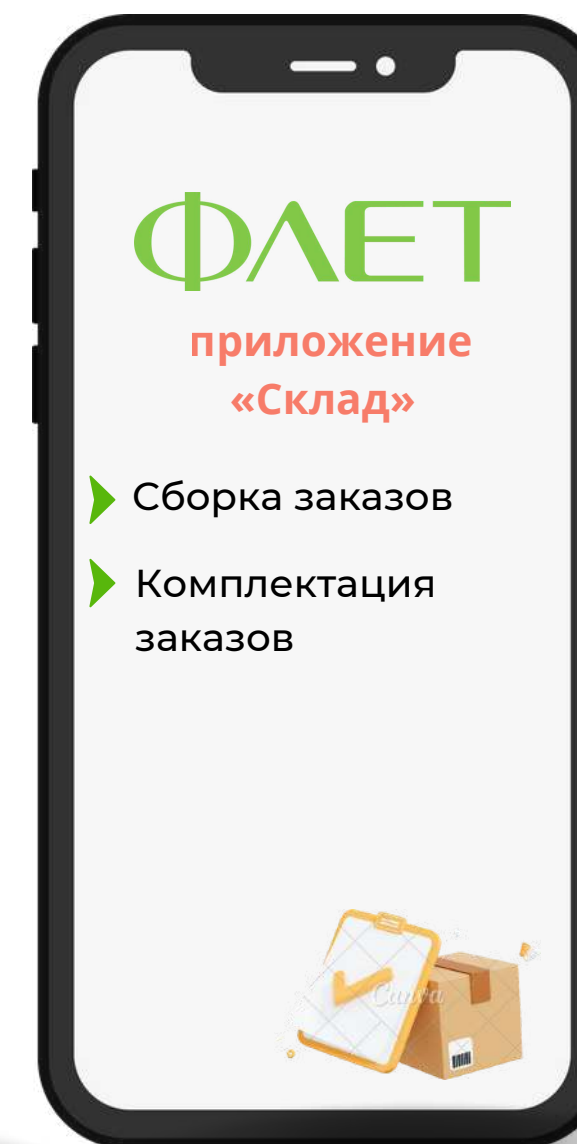 ФЛЕТ
приложение
«Склад»
Сборка заказов
Комплектация
заказов
Canva